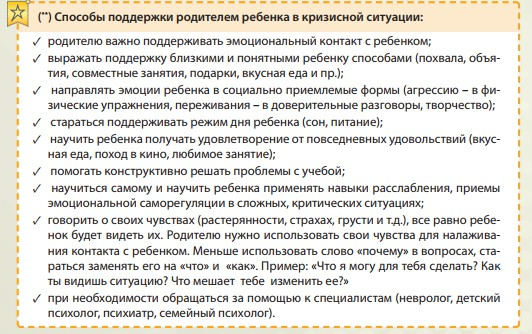 (**) Способы поддержки родителем ребенка в кризисной ситуации:
✓ родителю важно поддерживать эмоциональный контакт с ребенком;
✓ выражать поддержку близкими и понятными ребенку способами (похвала, объя-
тия, совместные занятия, подарки, вкусная еда и пр.);
✓ направлять эмоции ребенка в социально приемлемые формы (агрессию – в фи-
зические упражнения, переживания – в доверительные разговоры, творчество);
✓ стараться поддерживать режим дня ребенка (сон, питание);
✓ научить ребенка получать удовлетворение от повседневных удовольствий (вкус-
ная еда, поход в кино, любимое занятие);
✓ помогать конструктивно решать проблемы с учебой;
✓ научиться самому и научить ребенка применять навыки расслабления, приемы
эмоциональной саморегуляции в сложных, критических ситуациях;
✓ говорить о своих чувствах (растерянности, страхах, грусти и т.д.), все равно ребе-
нок будет видеть их. Родителю нужно использовать свои чувства для налажива-
ния контакта с ребенком. Меньше использовать слово «почему» в вопросах, ста-
раться заменять его на «что» и «как». Пример: «Что я могу для тебя сделать? Как
ты видишь ситуацию? Что мешает тебе изменить ее?»
✓ при необходимости обращаться за помощью к специалистам (невролог, детский
психолог, психиатр, семейный психолог).